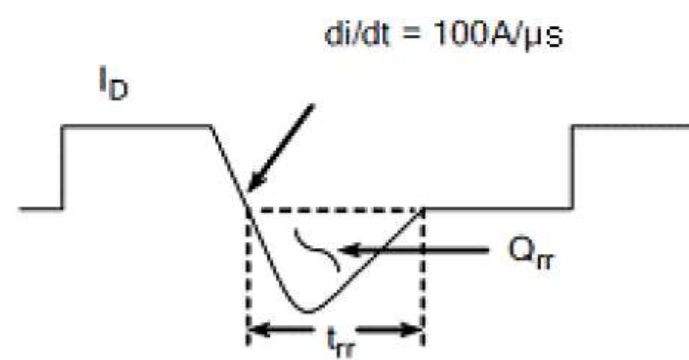 di/dt = 100A/µs
I_D
Q_rr
t_rr